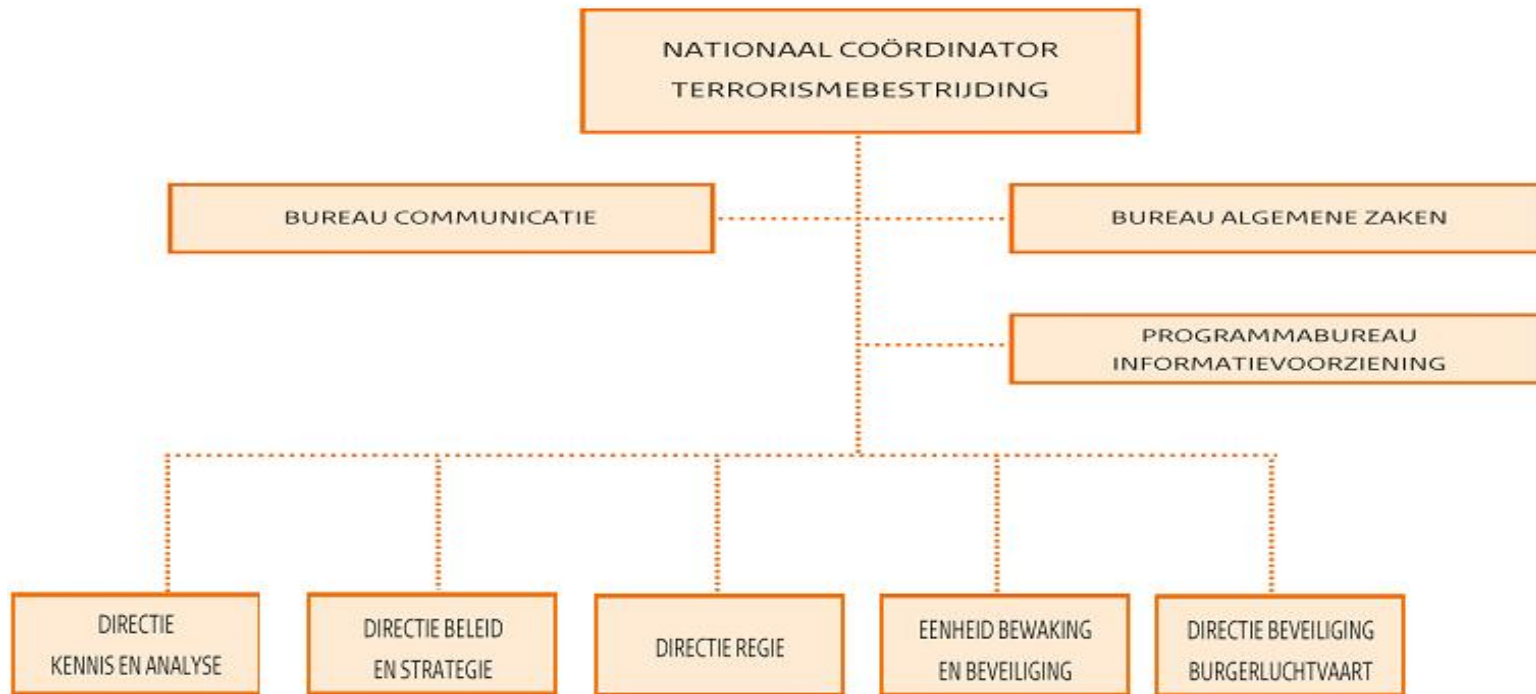 NATIONAAL COÖRDINATOR
TERRORISMEBESTRIJDING
BUREAU COMMUNICATIE
BUREAU ALGEMENE ZAKEN
PROGRAMMABUREAU
INFORMATIEVOORZIENING
DIRECTIE
KENNIS EN ANALYSE
DIRECTIE BELEID
EN STRATEGIE
DIRECTIE REGIE
EENHEID BEWAKING
EN BEVEILIGING
DIRECTIE BEVEILIGING
BURGERLUCHTVAART